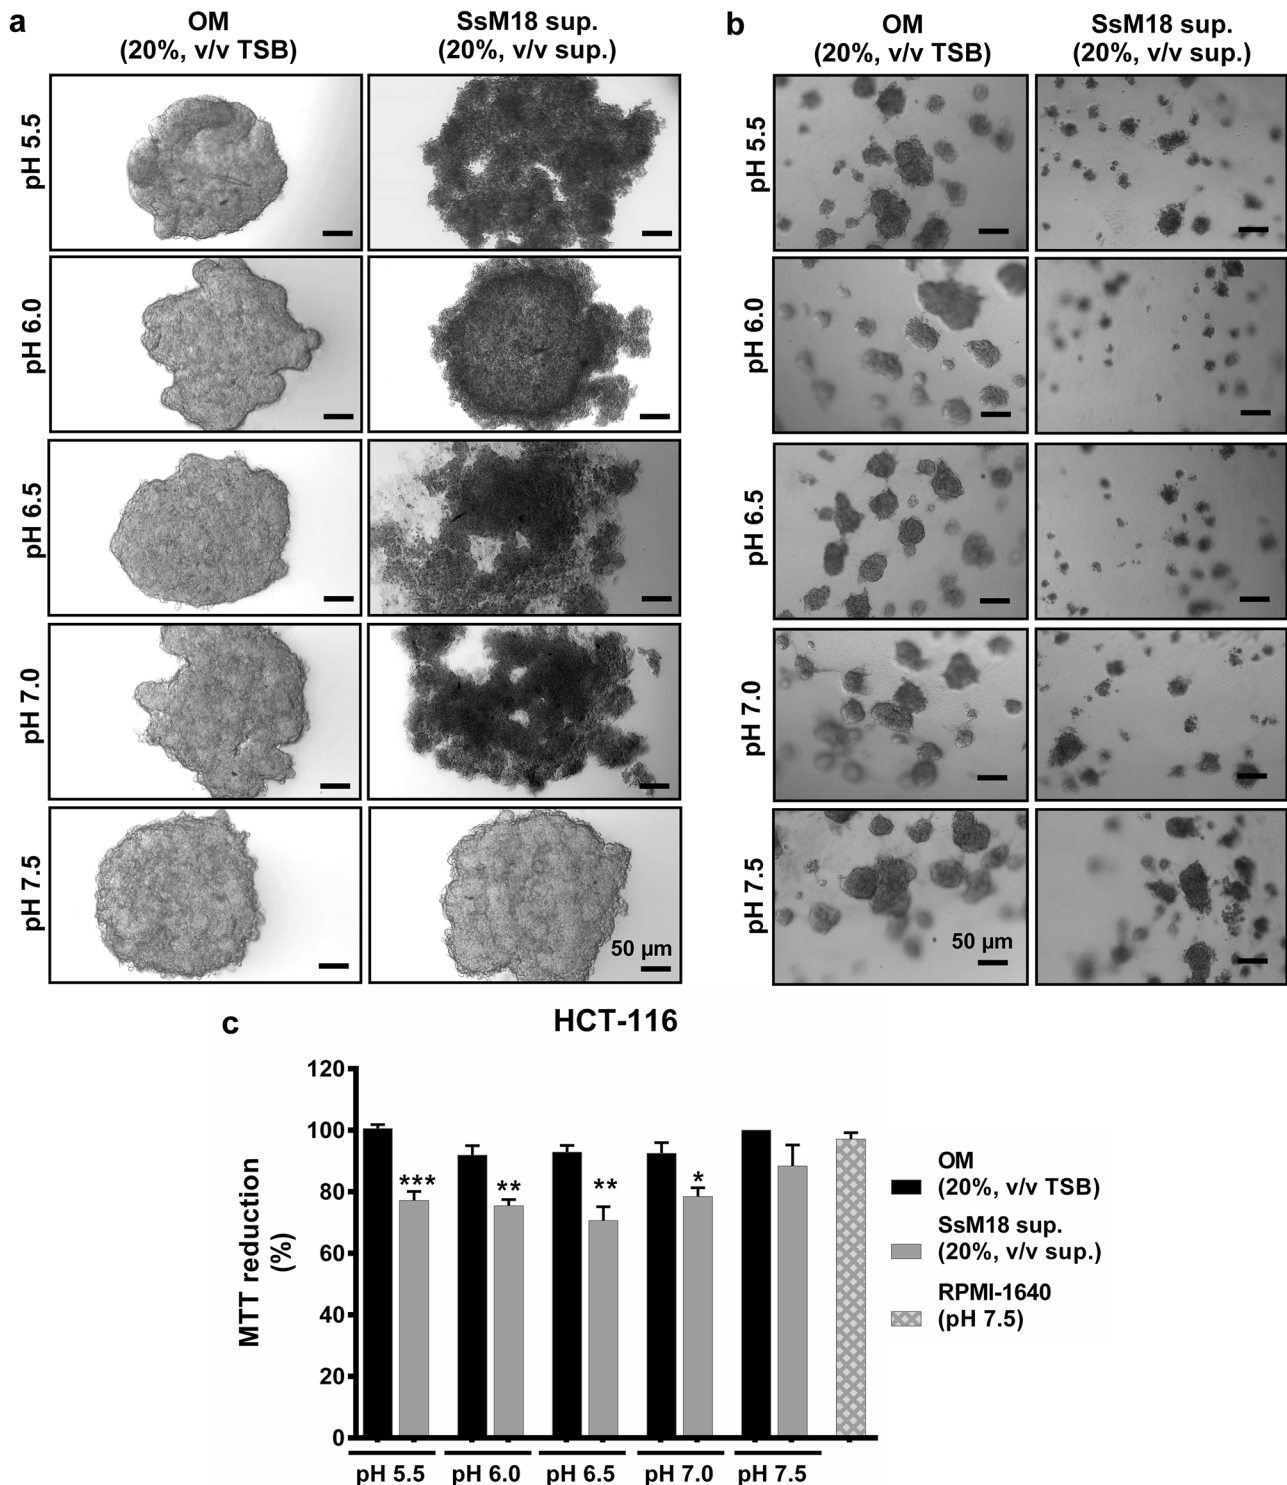 a
OM
(20%, v/v TSB)
SsM18 sup.
(20%, v/v sup.)
b
OM
(20%, v/v TSB)
SsM18 sup.
(20%, v/v sup.)
pH 5.5
pH 6.0
pH 6.5
pH 7.0
pH 7.5
50 µm
pH 5.5
pH 6.0
pH 6.5
pH 7.0
pH 7.5
50 µm
c
HCT-116
MTT reduction
(%)
120
100
80
60
40
20
0
***
**
**
*
pH 5.5
pH 6.0
pH 6.5
pH 7.0
pH 7.5
OM
(20%, v/v TSB)
SsM18 sup.
(20%, v/v sup.)
RPMI-1640
(pH 7.5)